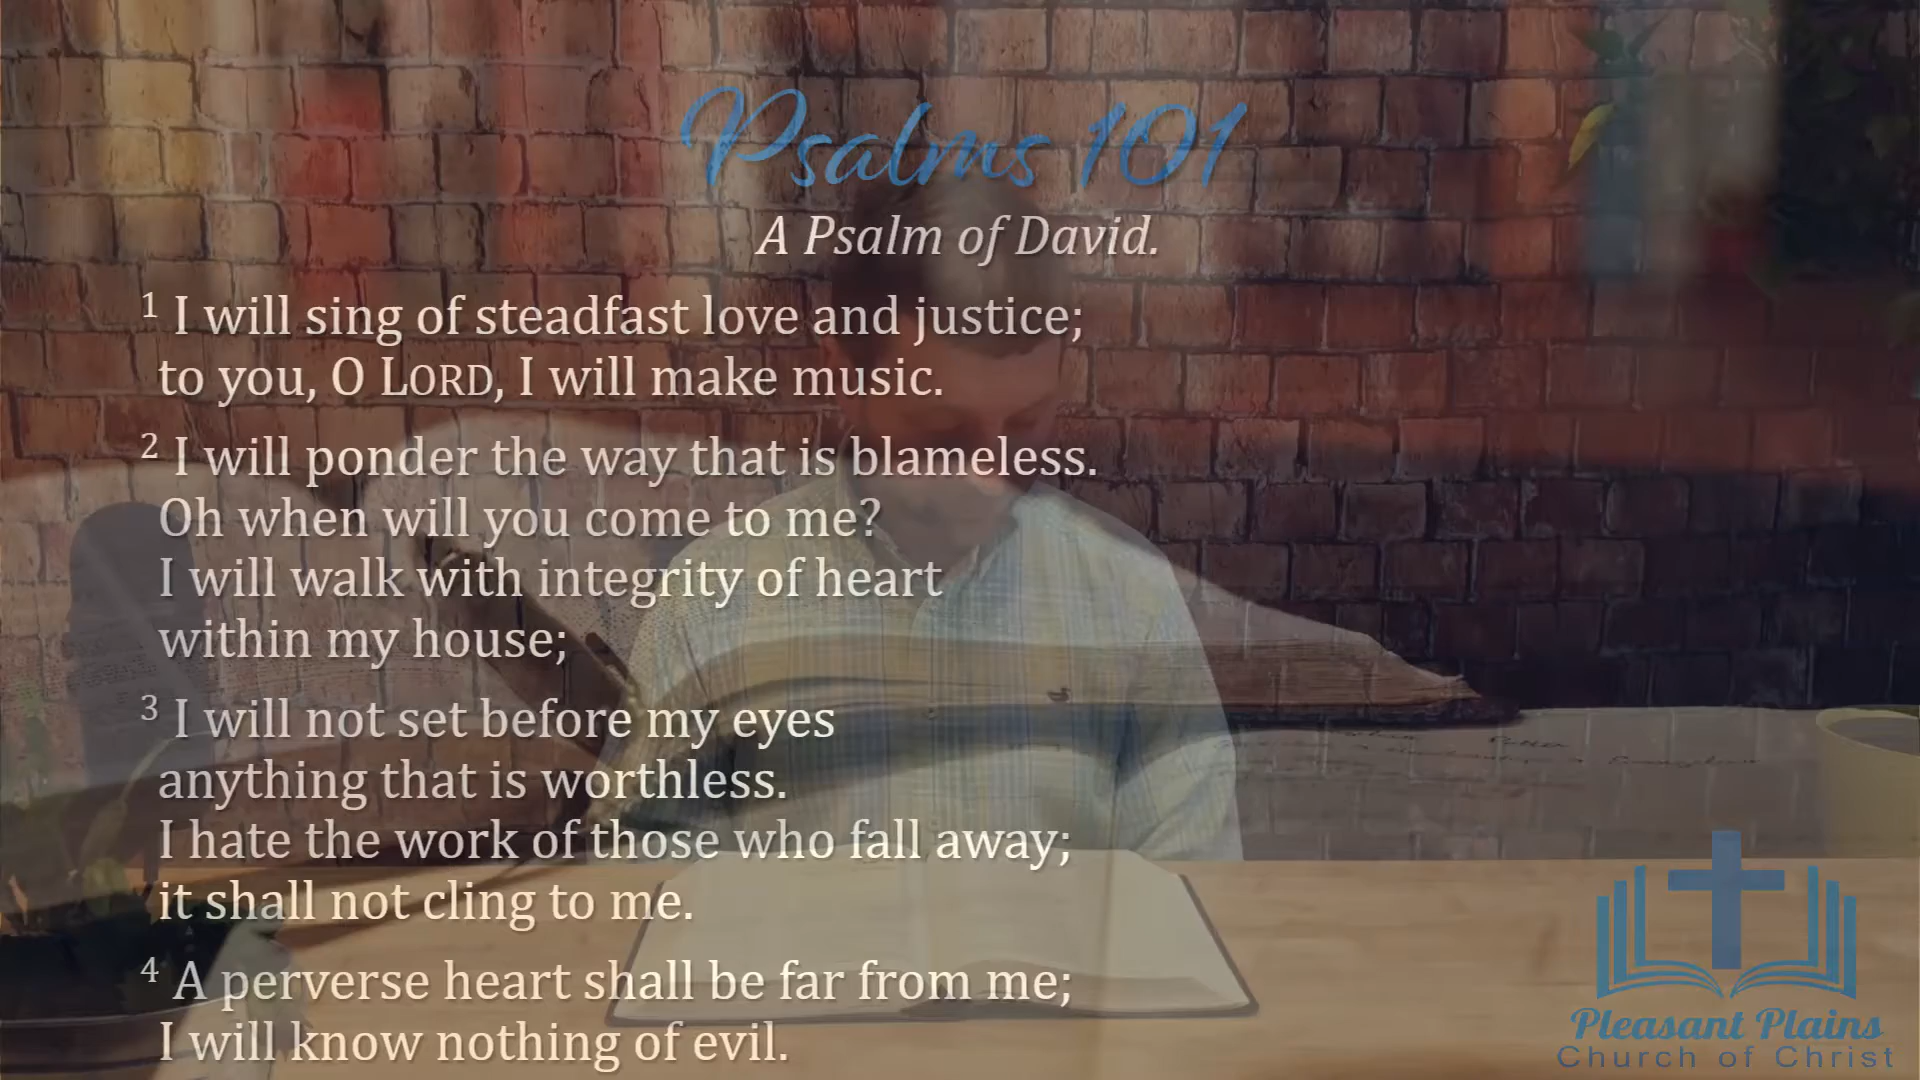 Psalms 101
A Psalm of David.
1 I will sing of steadfast love and justice;
to you, O LORD, I will make music.
2 I will ponder the way that is blameless.
Oh when will you come to me?
I will walk with integrity of heart
within my house;
3 I will not set before my eyes
anything that is worthless.
I hate the work of those who fall away;
it shall not cling to me.
4 A perverse heart shall be far from me;
I will know nothing of evil.
Pleasant Plains
Church of Christ